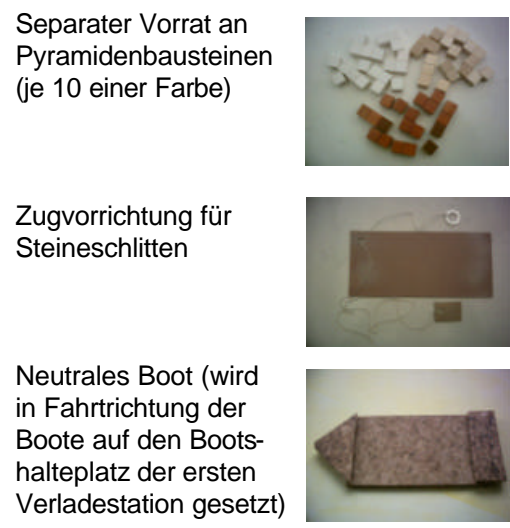 Separater Vorrat an
Pyramidenbausteinen
(je 10 einer Farbe)
Zugvorrichtung für
Steineschlitten
Neutrales Boot (wird
in Fahrtrichtung der
Boote auf den Boots-
halteplatz der ersten
Verladestation gesetzt)